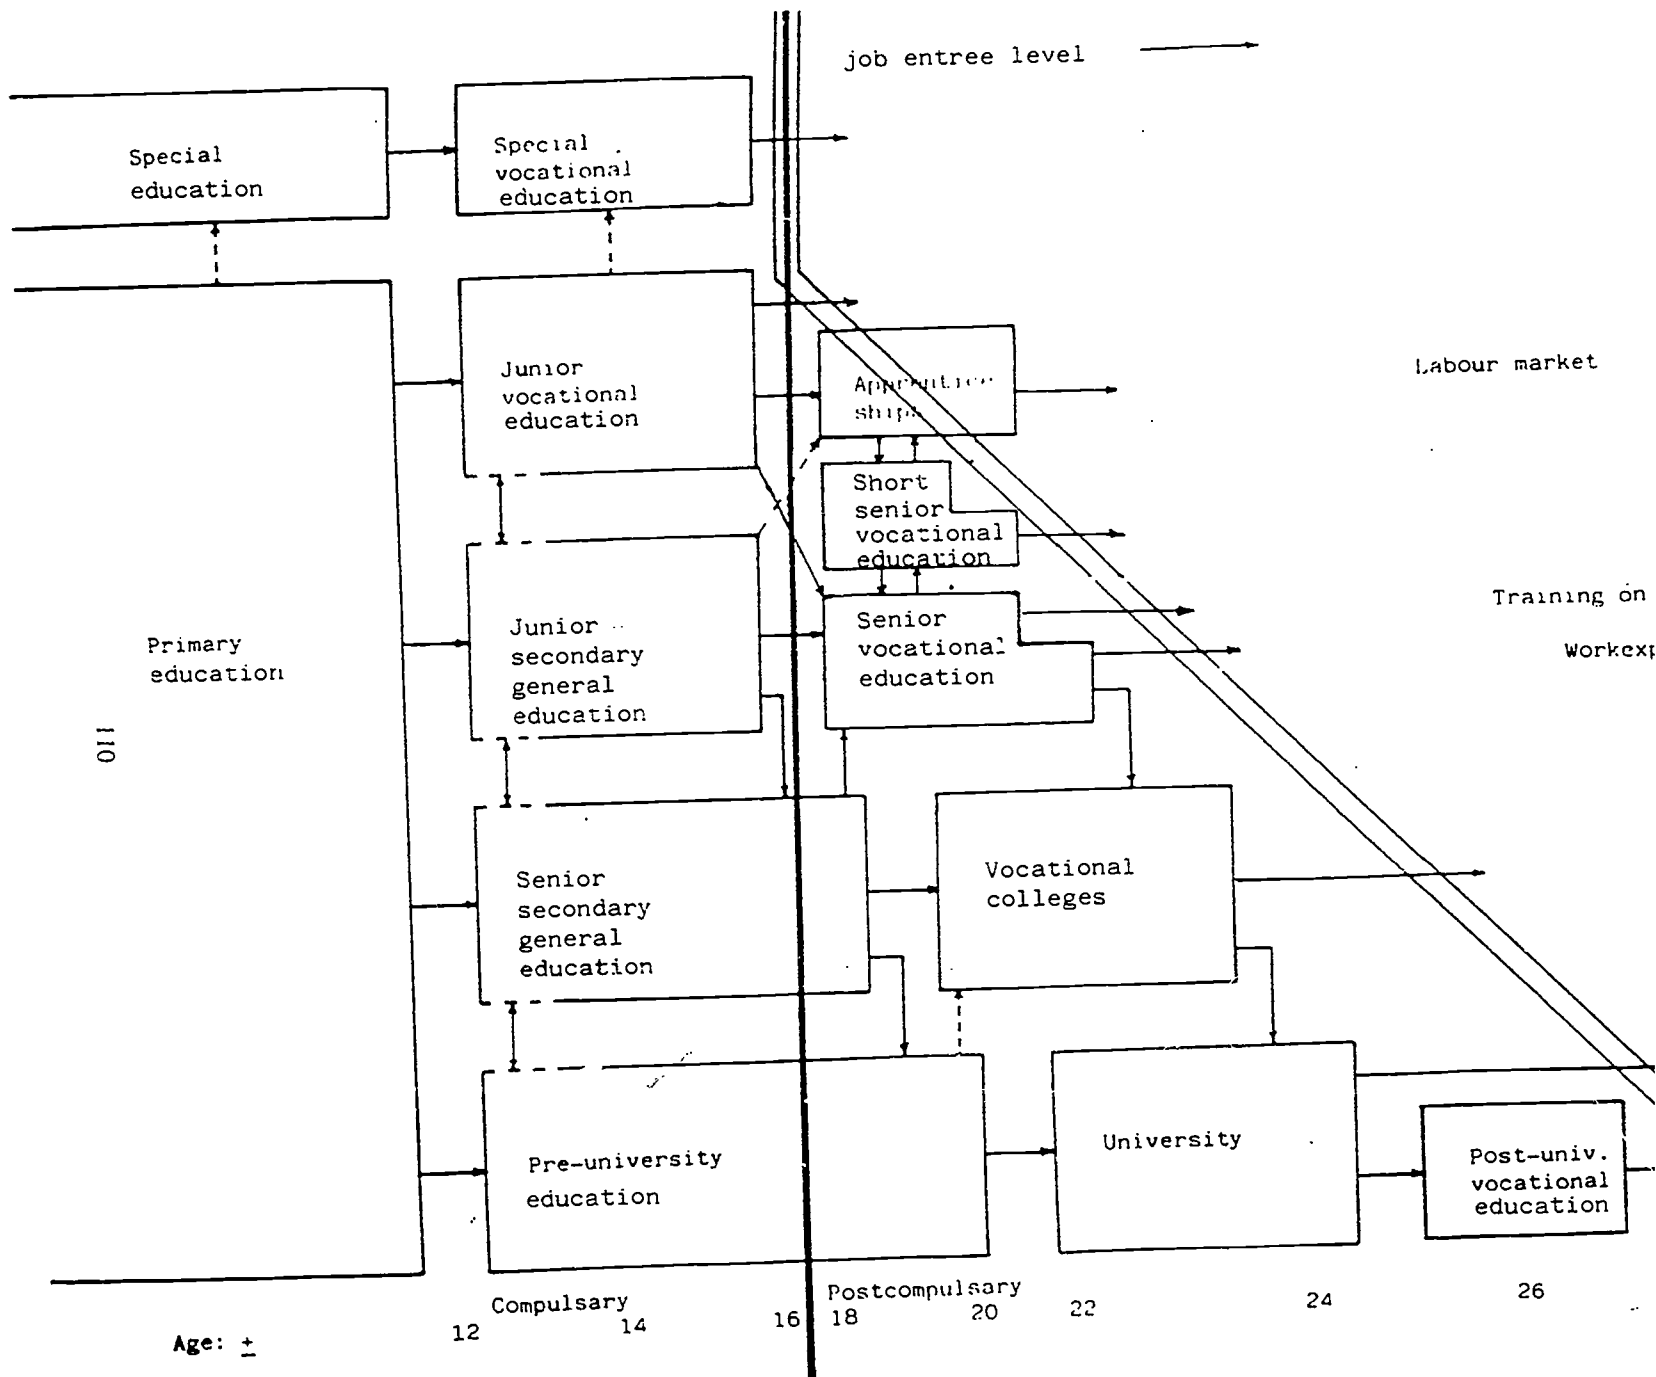 job entree level
Special
education
Special
vocational
education
Junior
vocational
education
Apprentice
ships
Labour market
Short
senior
vocational
education
Training on
Workexp
Primary
education
Junior
secondary
general
education
Senior
vocational
education
110
Senior
secondary
general
education
Vocational
colleges
Pre-university
education
University
Post-univ.
vocational
education
Compulsary
Postcompulsary
Age: ±
12
14
16
18
20
22
24
26